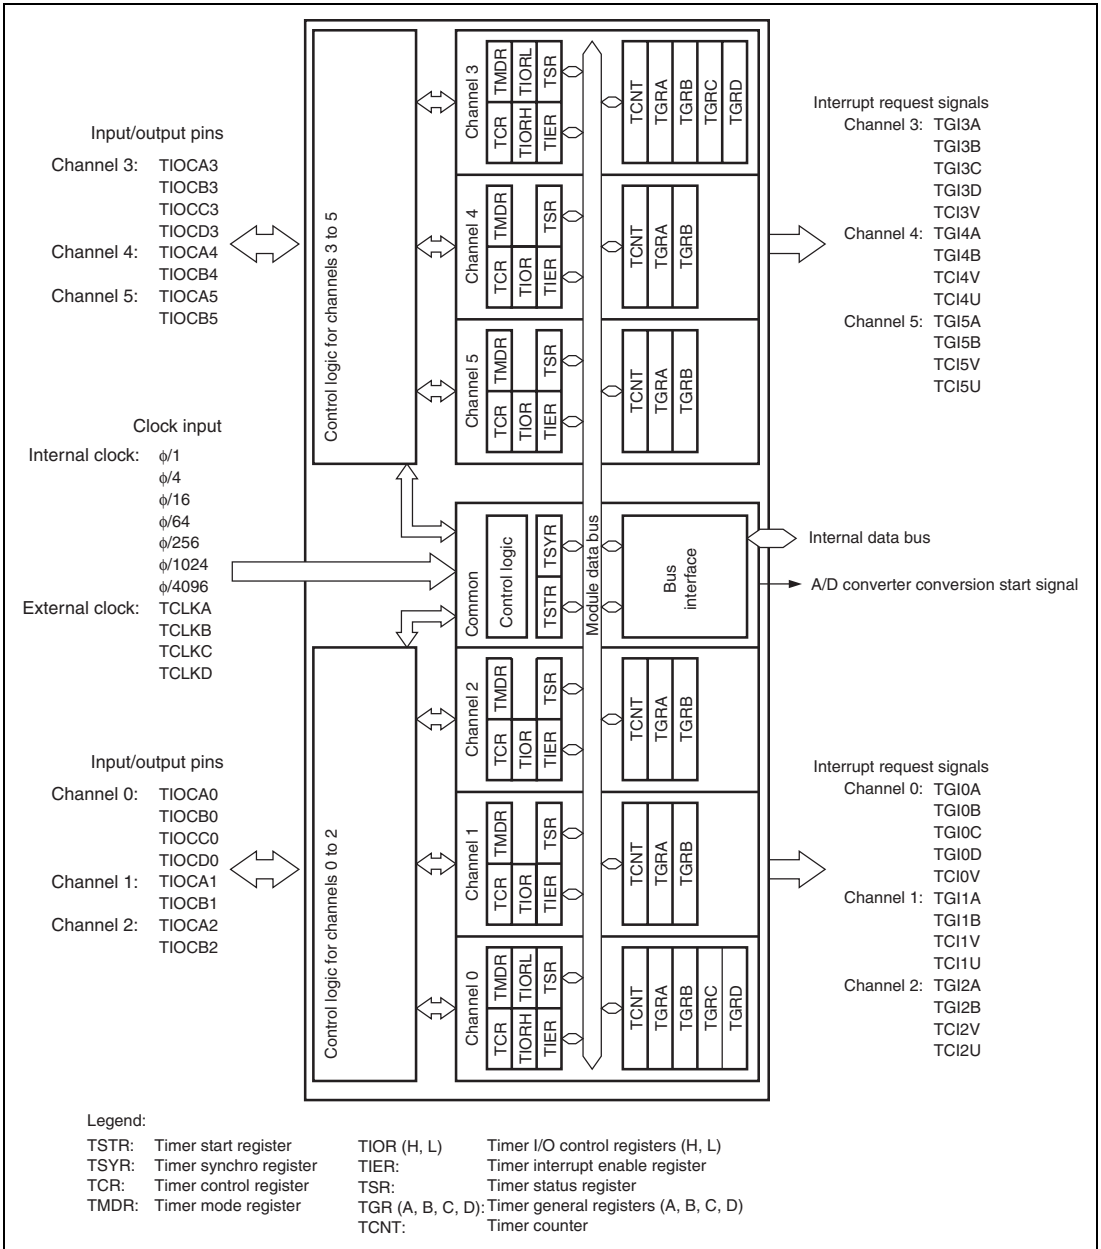 Input/output pins
Channel 3: TIOCA3
TIOCB3
TIOCC3
TIOCD3
Channel 4: TIOCA4
TIOCB4
Channel 5: TIOCA5
TIOCB5
Clock input
Internal clock: ϕ/1
ϕ/4
ϕ/16
ϕ/64
ϕ/256
ϕ/1024
ϕ/4096
External clock: TCLKA
TCLKB
TCLKC
TCLKD
Input/output pins
Channel 0: TIOCA0
TIOCB0
TIOCC0
TIOCD0
Channel 1: TIOCA1
TIOCB1
Channel 2: TIOCA2
TIOCB2
Control logic for channels 3 to 5
Control logic for channels 0 to 2
Channel 3
TCR TMDR
TIORH TIORL
TIER TSR
TCNT
TGRA
TGRB
TGRC
TGRD
Channel 4
TCR TMDR
TIOR
TIER TSR
TCNT
TGRA
TGRB
Channel 5
TCR TMDR
TIOR
TIER TSR
TCNT
TGRA
TGRB
Common
Control logic
TSTR TSYR
Module data bus
Bus
interface
Channel 2
TCR TMDR
TIOR
TIER TSR
TCNT
TGRA
TGRB
Channel 1
TCR TMDR
TIOR
TIER TSR
TCNT
TGRA
TGRB
Channel 0
TCR TMDR
TIORH TIORL
TIER TSR
TCNT
TGRA
TGRB
TGRC
TGRD
Interrupt request signals
Channel 3: TGI3A
TGI3B
TGI3C
TGI3D
TCI3V
Channel 4: TGI4A
TGI4B
TCI4V
TCI4U
Channel 5: TGI5A
TGI5B
TCI5V
TCI5U
Internal data bus
A/D converter conversion start signal
Interrupt request signals
Channel 0: TGI0A
TGI0B
TGI0C
TGI0D
TCI0V
Channel 1: TGI1A
TGI1B
TCI1V
TCI1U
Channel 2: TGI2A
TGI2B
TCI2V
TCI2U
Legend:
TSTR: Timer start register
TSYR: Timer synchro register
TCR: Timer control register
TMDR: Timer mode register
TIOR (H, L) Timer I/O control registers (H, L)
TIER: Timer interrupt enable register
TSR: Timer status register
TGR (A, B, C, D): Timer general registers (A, B, C, D)
TCNT: Timer counter